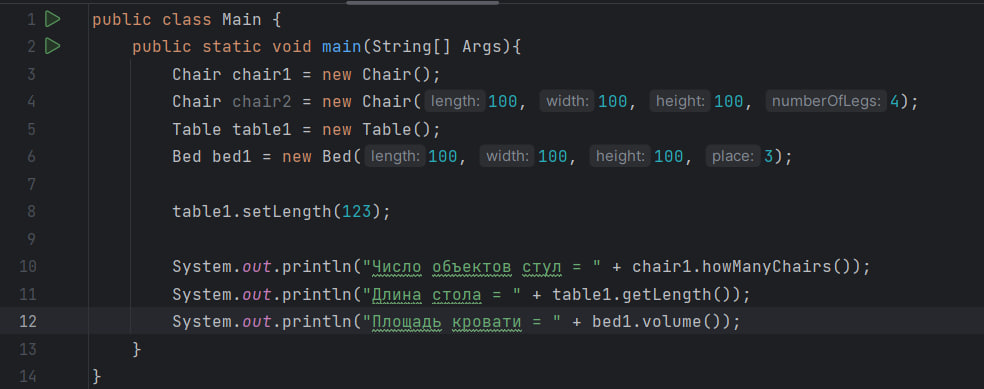 1 public class Main {
2 public static void main(String[] Args){
3 Chair chair1 = new Chair();
4 Chair chair2 = new Chair( length: 100, width: 100, height: 100, numberOfLegs: 4);
5 Table table1 = new Table();
6 Bed bed1 = new Bed( length: 100, width: 100, height: 100, place: 3);
7
8 table1.setLength(123);
9
10 System.out.println("Число объектов стул = " + chair1.howManyChairs());
11 System.out.println("Длина стола = " + table1.getLength());
12 System.out.println("Площадь кровати = " + bed1.volume());
13 }
14 }